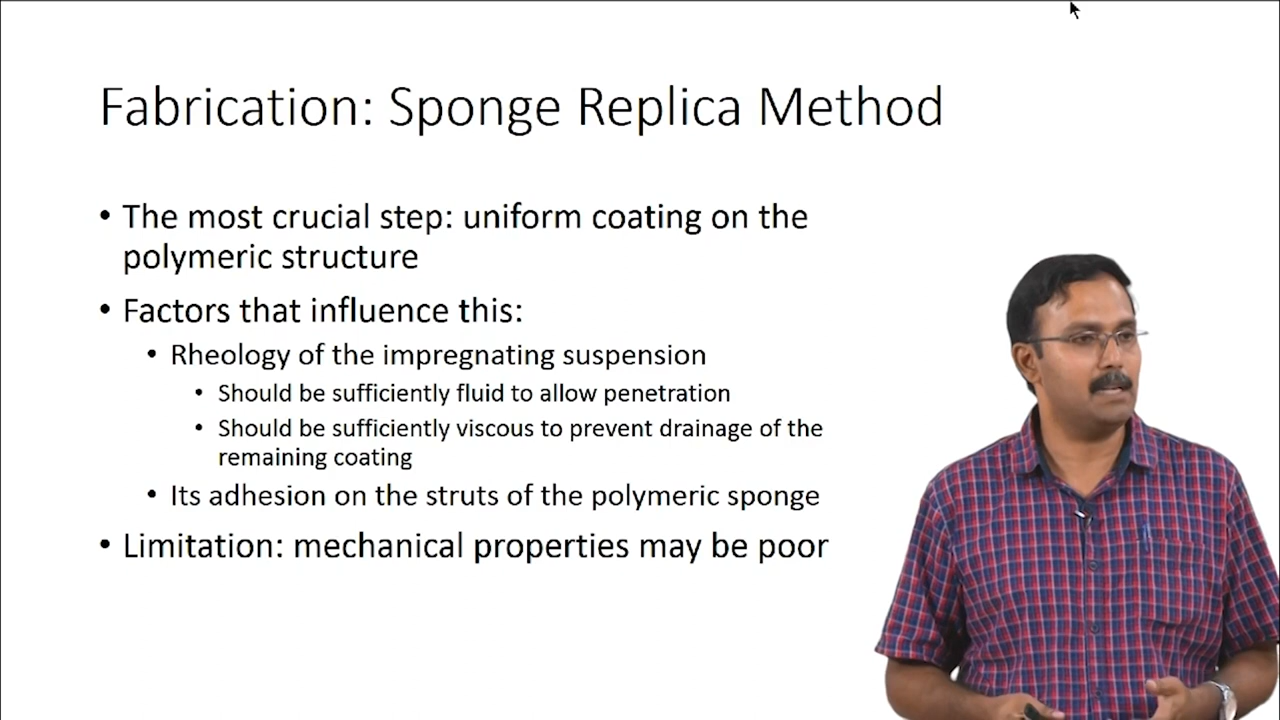 Fabrication: Sponge Replica Method
• The most crucial step: uniform coating on the
polymeric structure
• Factors that influence this:
• Rheology of the impregnating suspension
• Should be sufficiently fluid to allow penetration
• Should be sufficiently viscous to prevent drainage of the
remaining coating
• Its adhesion on the struts of the polymeric sponge
• Limitation: mechanical properties may be poor